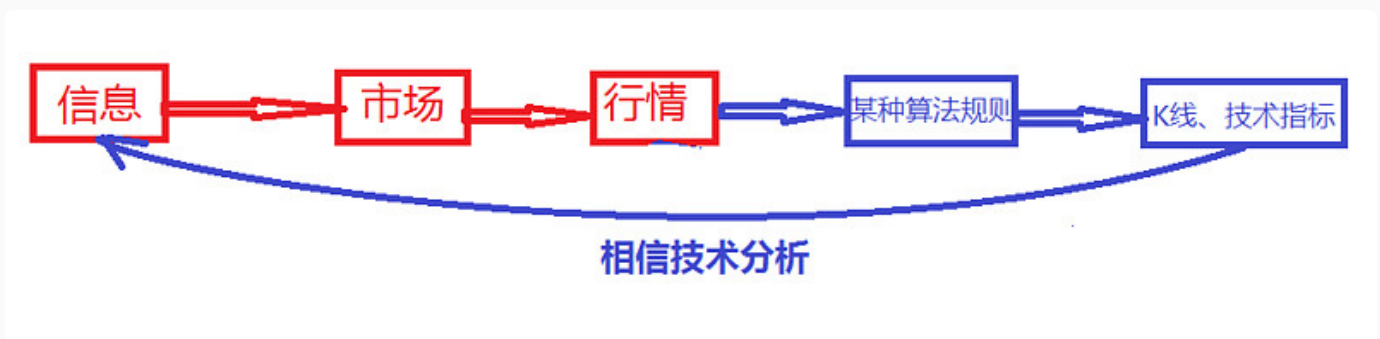 信息
市场
行情
某种算法规则
K线、技术指标
相信技术分析